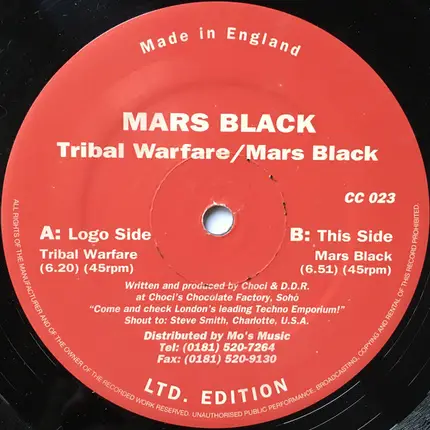 Made in England
MARS BLACK
Tribal Warfare/Mars Black
CC 023
A: Logo Side
Tribal Warfare
(6.20) (45rpm)
B: This Side
Mars Black
(6.51) (45rpm)
Written and produced by Choci & D.D.R.
at Choci's Chocolate Factory, Soho
"Come and check London's leading Techno Emporium!"
Shout to: Steve Smith, Charlotte, U.S.A.
Distributed by Mo's Music
Tel: (0181) 520-7264
Fax: (0181) 520-9130
LTD. EDITION
ALL RIGHTS OF THE MANUFACTURER AND OF THE OWNER OF THE RECORDED WORK RESERVED. UNAUTHORISED PUBLIC PERFORMANCE, BROADCASTING, COPYING AND RENTAL OF THIS RECORD PROHIBITED.